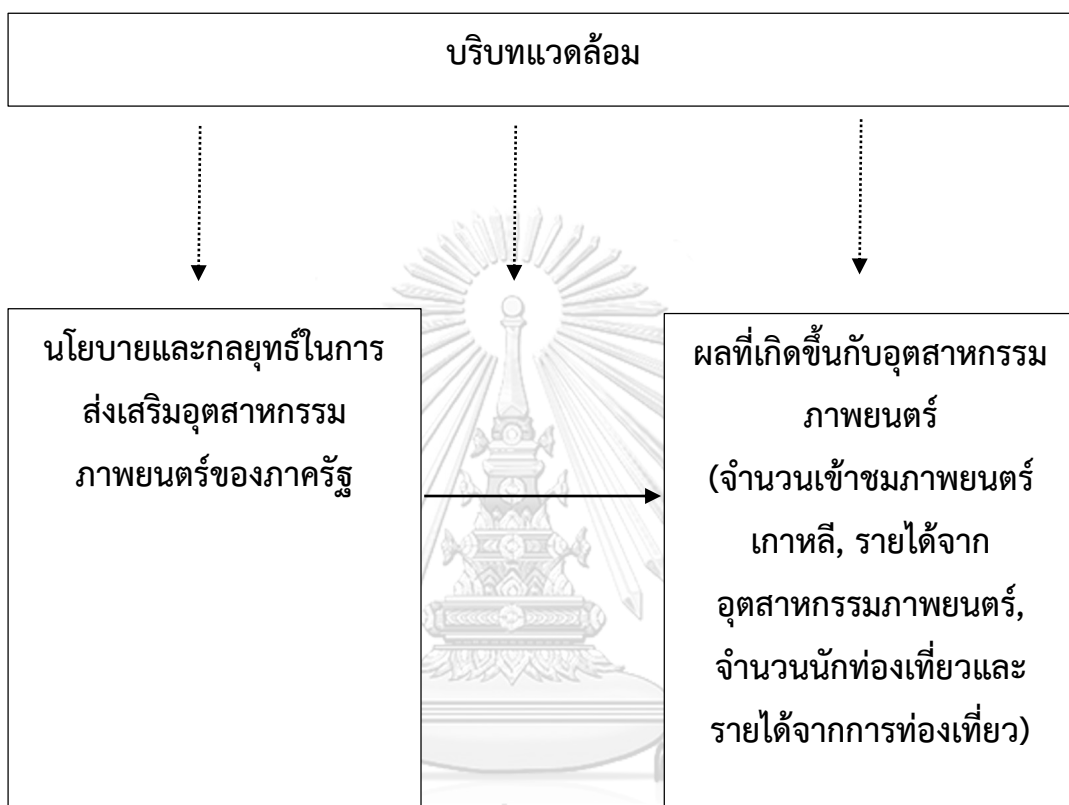 บริบทแวดล้อม
นโยบายและกลยุทธ์ในการ
ส่งเสริมอุตสาหกรรม
ภาพยนตร์ของภาครัฐ
ผลที่เกิดขึ้นกับอุตสาหกรรม
ภาพยนตร์
(จำนวนเข้าชมภาพยนตร์
เกาหลี, รายได้จาก
อุตสาหกรรมภาพยนตร์,
จำนวนนักท่องเที่ยวและ
รายได้จากการท่องเที่ยว)